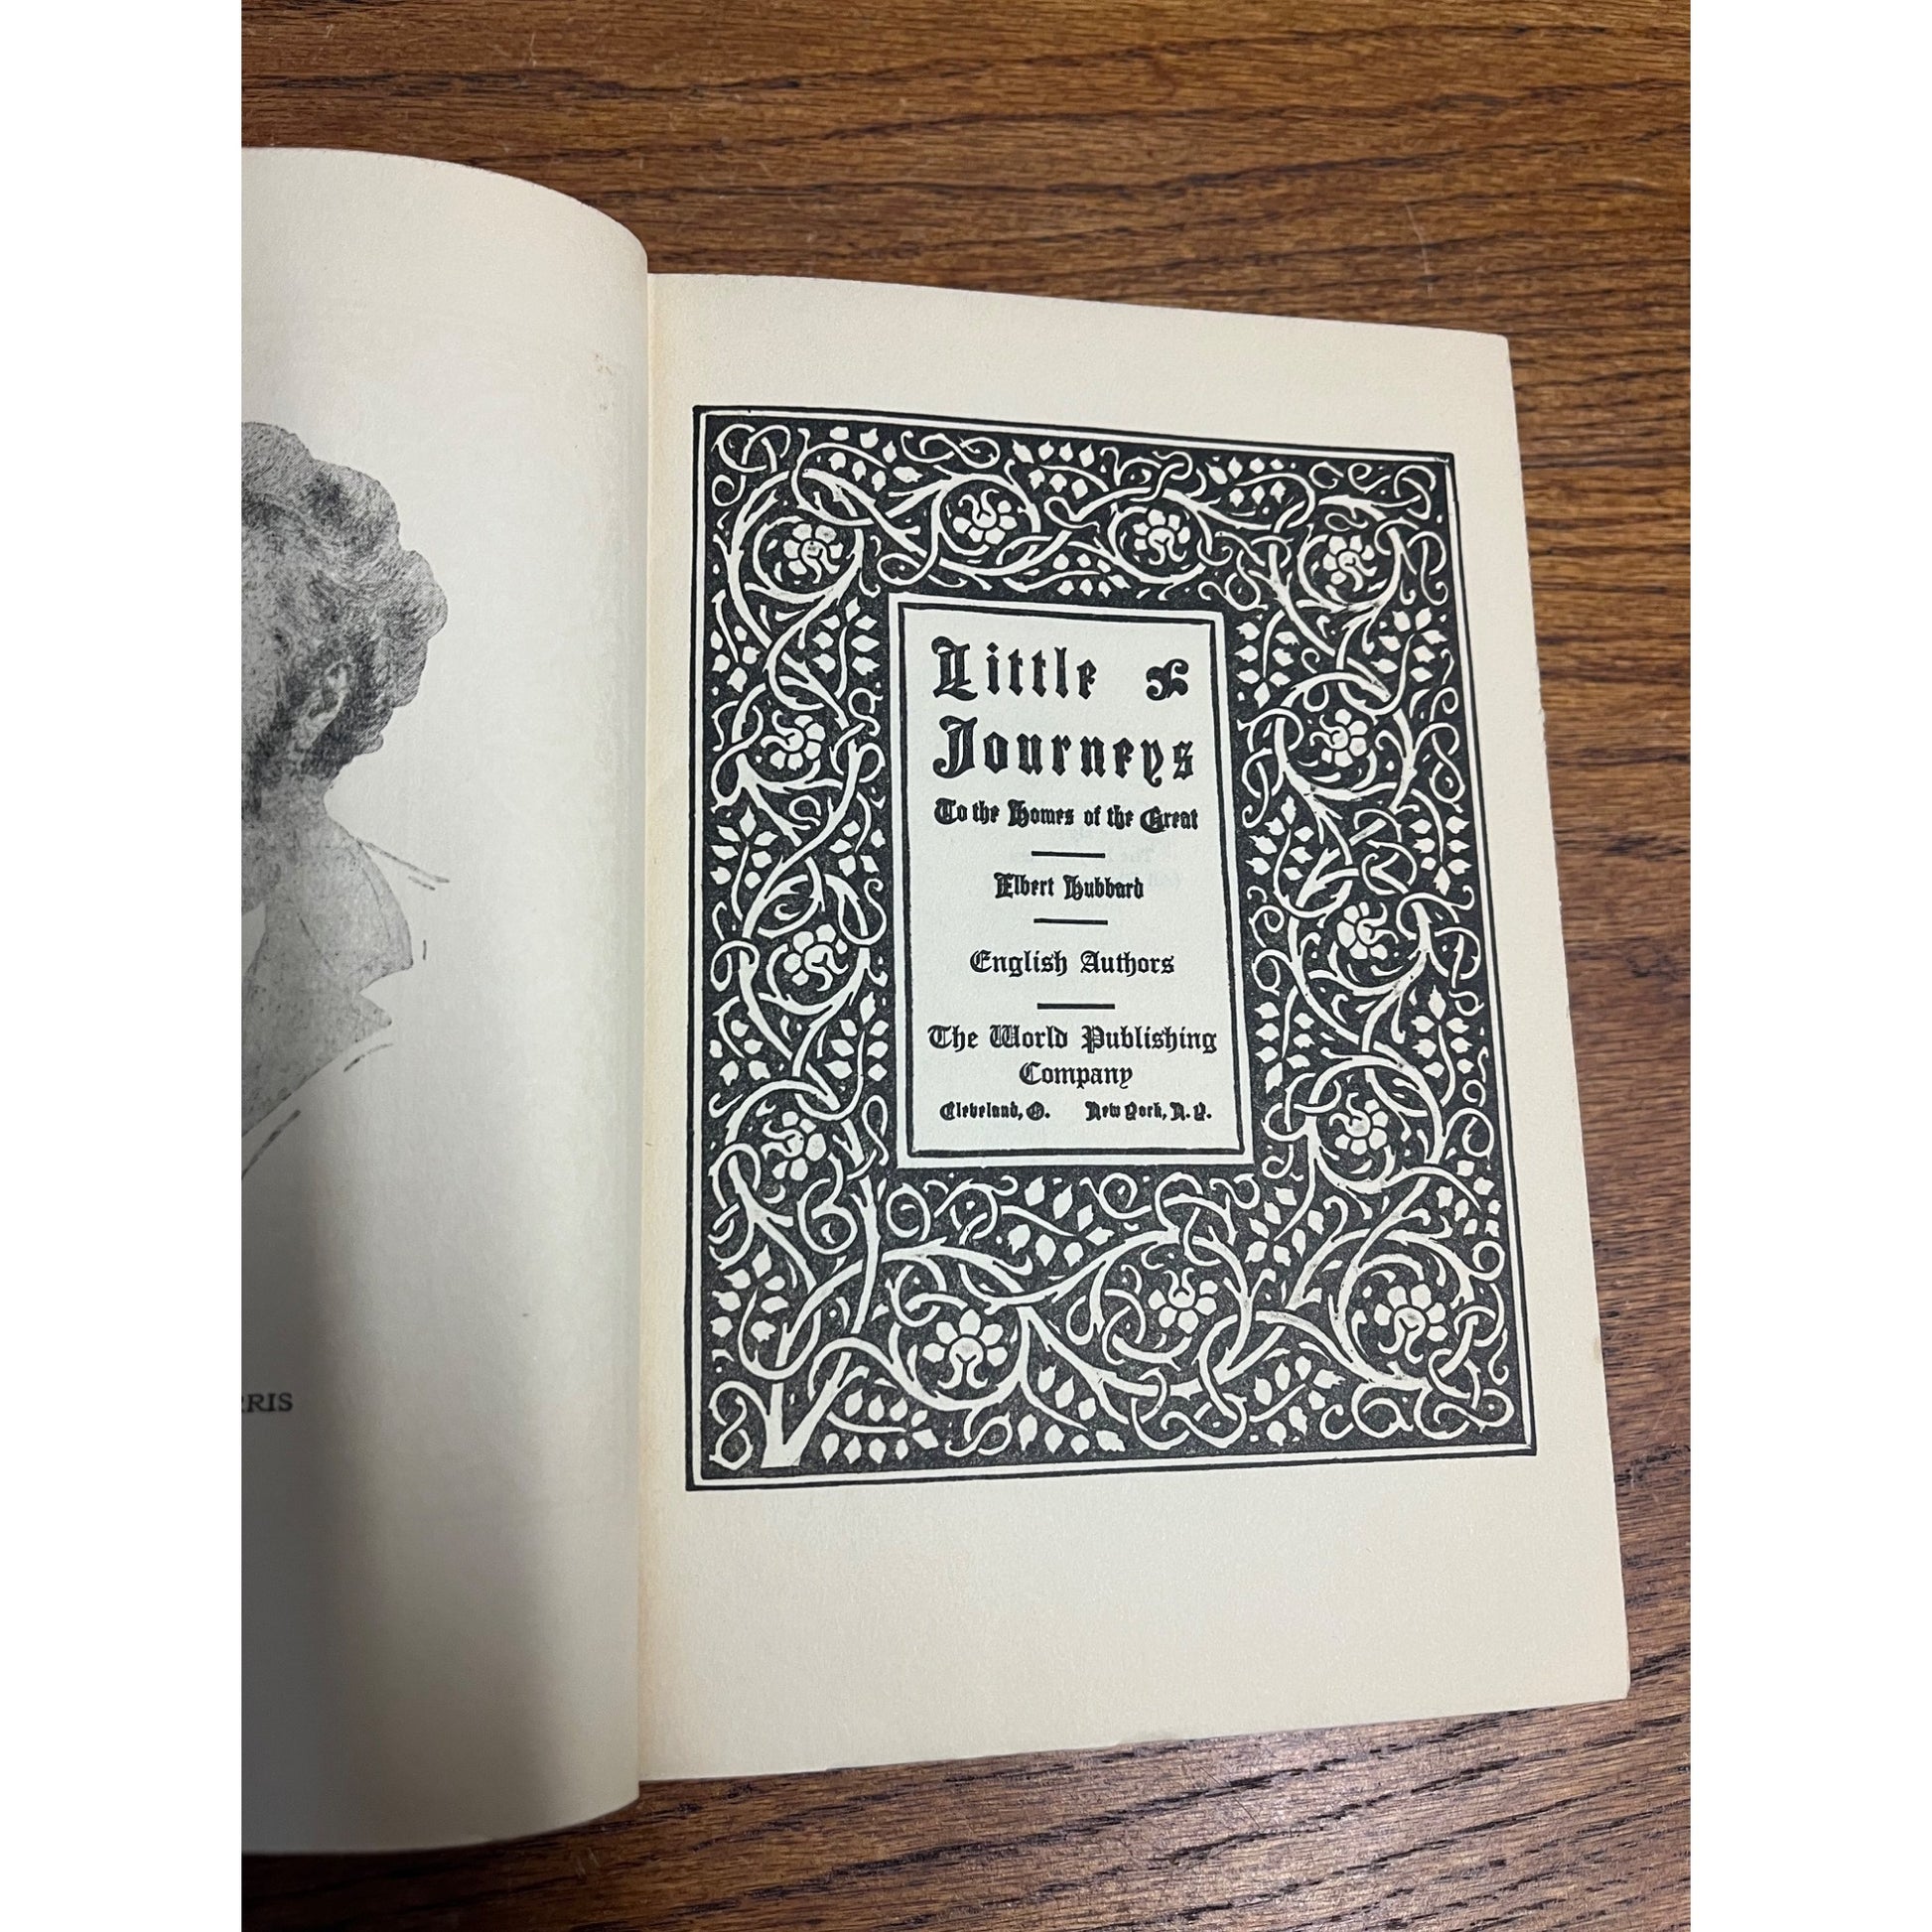 RRIS
Little
Journeys
To the Homes of the Great
Elbert Hubbard
English Authors
The World Publishing
Company
Cleveland, O. New York, N. Y.